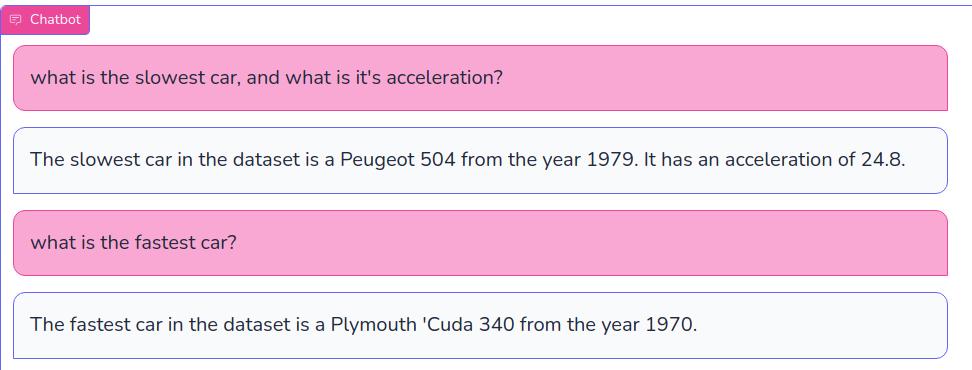 Chatbot
what is the slowest car, and what is it's acceleration?
The slowest car in the dataset is a Peugeot 504 from the year 1979. It has an acceleration of 24.8.
what is the fastest car?
The fastest car in the dataset is a Plymouth 'Cuda 340 from the year 1970.